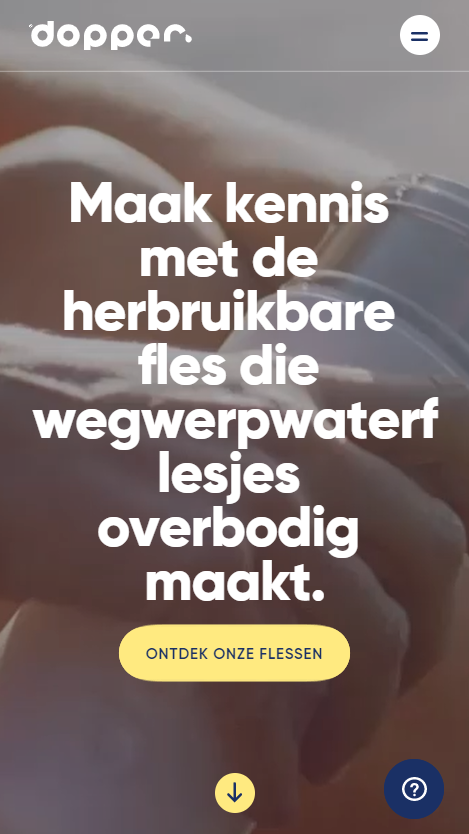 dopper.
Maak kennis
met de
herbruikbare
fles die
wegwerpwaterf
lesjes
overbodig
maakt.
ONTDEK ONZE FLESSEN